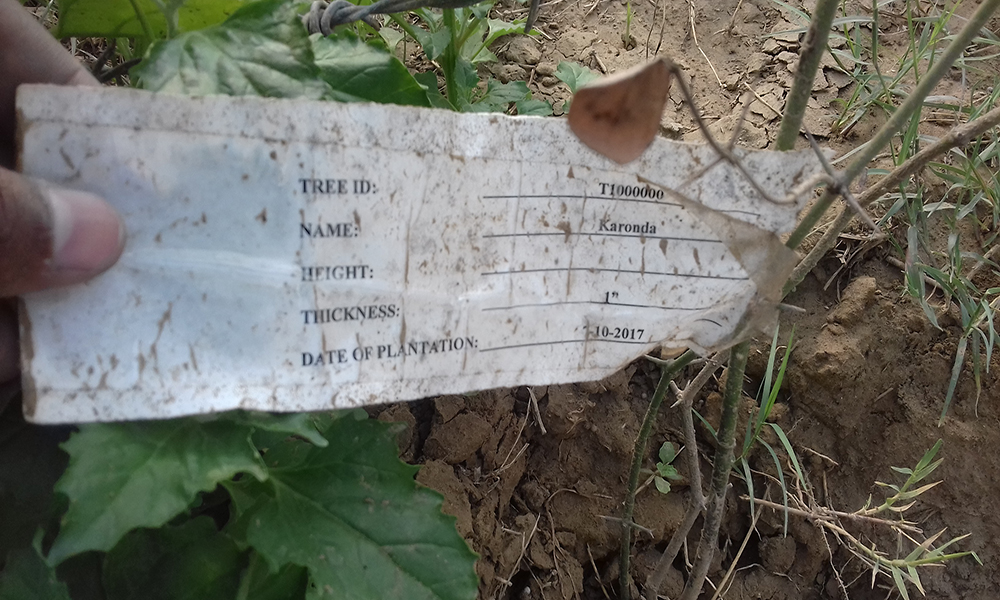 TREE ID: T1000000
NAME: Karonda
HEIGHT:
THICKNESS: 1"
DATE OF PLANTATION: -10-2017